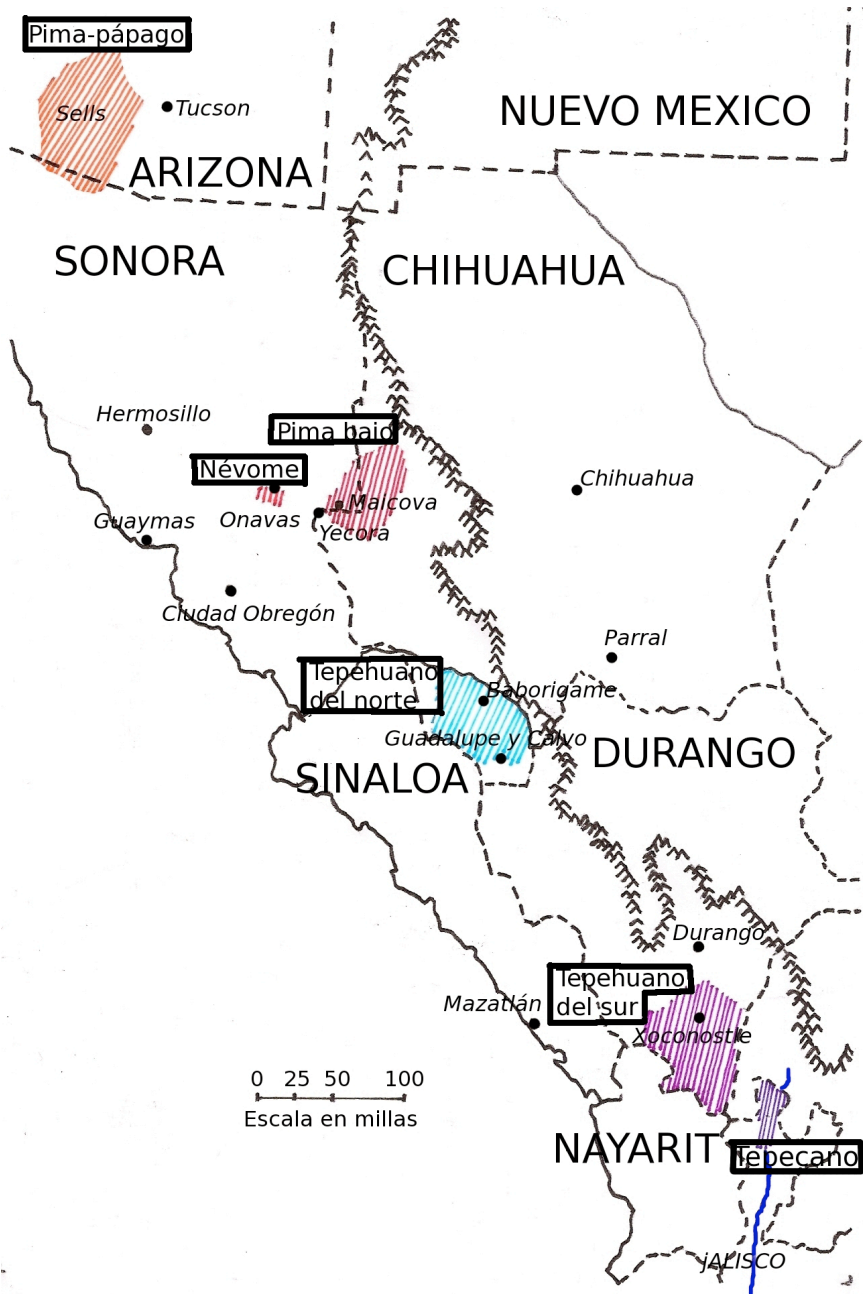 Pima-pápago
Sells
Tucson
NUEVO MEXICO
ARIZONA
SONORA
CHIHUAHUA
Hermosillo
Pima bajo
Névome
Chihuahua
Maicova
Onavas
Guaymas
Yecora
Ciudad Obregón
Parral
Tepehuano
del norte
Baborigame
Guadalupe y Calvo
DURANGO
SINALOA
Durango
Tepehuano
del sur
Mazatlán
Xoconostle
0 25 50 100
Escala en millas
NAYARIT
Tepecano
jALISCO